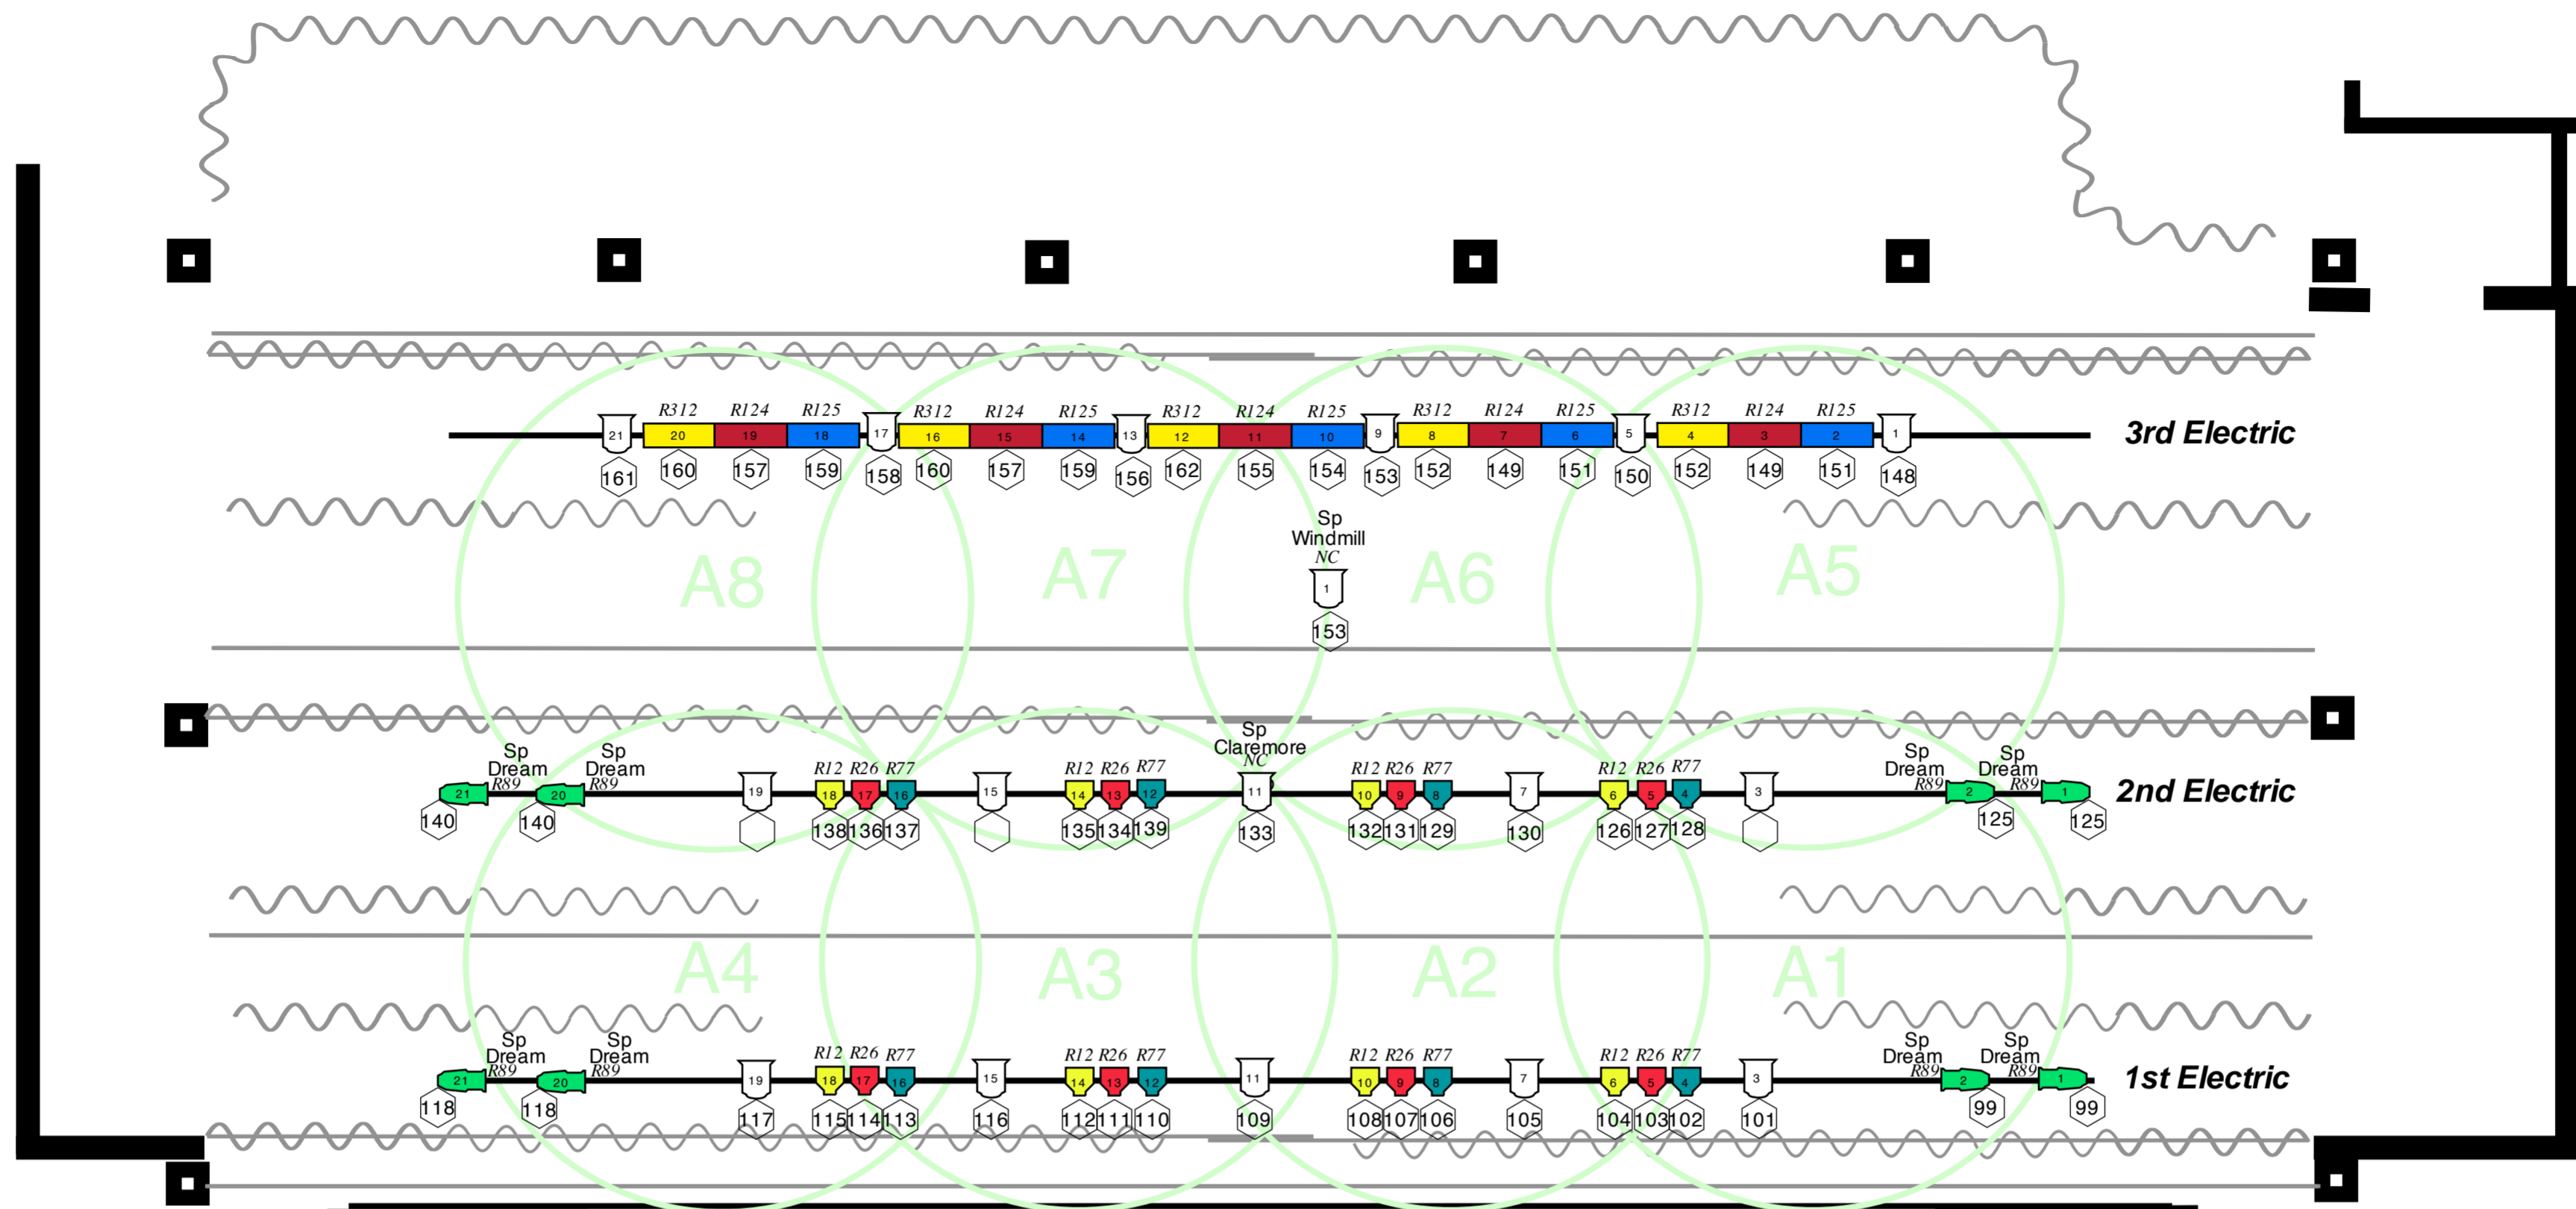 R312 R124 R125 R312 R124 R125 R312 R124 R125 R312 R124 R125 R312 R124 R125
21 20 19 18 17 16 15 14 13 12 11 10 9 8 7 6 5 4 3 2 1 3rd Electric
161 160 157 159 158 160 157 159 156 162 155 154 153 152 149 151 150 152 149 151 148
Sp
Windmill
NC
1
153
A8 A7 A6 A5
Sp Sp Sp Sp Sp
Dream Dream Claremore Dream Dream
R89 R89 R12 R26 R77 R12 R26 R77 NC R12 R26 R77 R12 R26 R77 R89 R89
21 20 19 18 17 16 15 14 13 12 11 10 9 8 7 6 5 4 3 2 1 2nd Electric
140 140 138 136 137 135 134 139 133 132 131 129 130 126 127 128 125 125
A4 A3 A2 A1
Sp Sp Sp Sp
Dream Dream Dream Dream
R89 R89 R12 R26 R77 R12 R26 R77 R12 R26 R77 R12 R26 R77 R89 R89
21 20 19 18 17 16 15 14 13 12 11 10 9 8 7 6 5 4 3 2 1 1st Electric
118 118 117 115 114 113 116 112 111 110 109 108 107 106 105 104 103 102 101 99 99